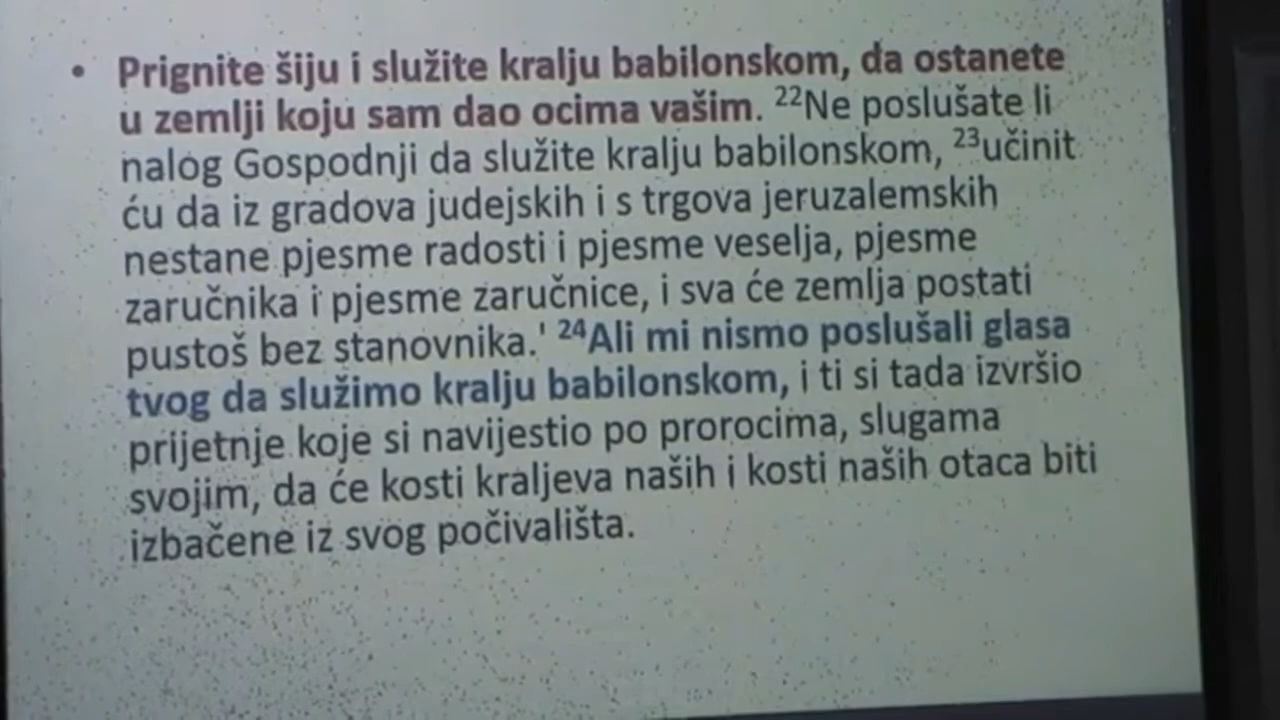 • Prignite šiju i služite kralju babilonskom, da ostanete
u zemlji koju sam dao ocima vašim. ²²Ne poslušate li
nalog Gospodnji da služite kralju babilonskom, ²³učinit
ću da iz gradova judejskih i s trgova jeruzalemskih
nestane pjesme radosti i pjesme veselja, pjesme
zaručnika i pjesme zaručnice, i sva će zemlja postati
pustoš bez stanovnika.' ²⁴Ali mi nismo poslušali glasa
tvog da služimo kralju babilonskom, i ti si tada izvršio
prijetnje koje si navijestio po prorocima, slugama
svojim, da će kosti kraljeva naših i kosti naših otaca biti
izbačene iz svog počivališta.